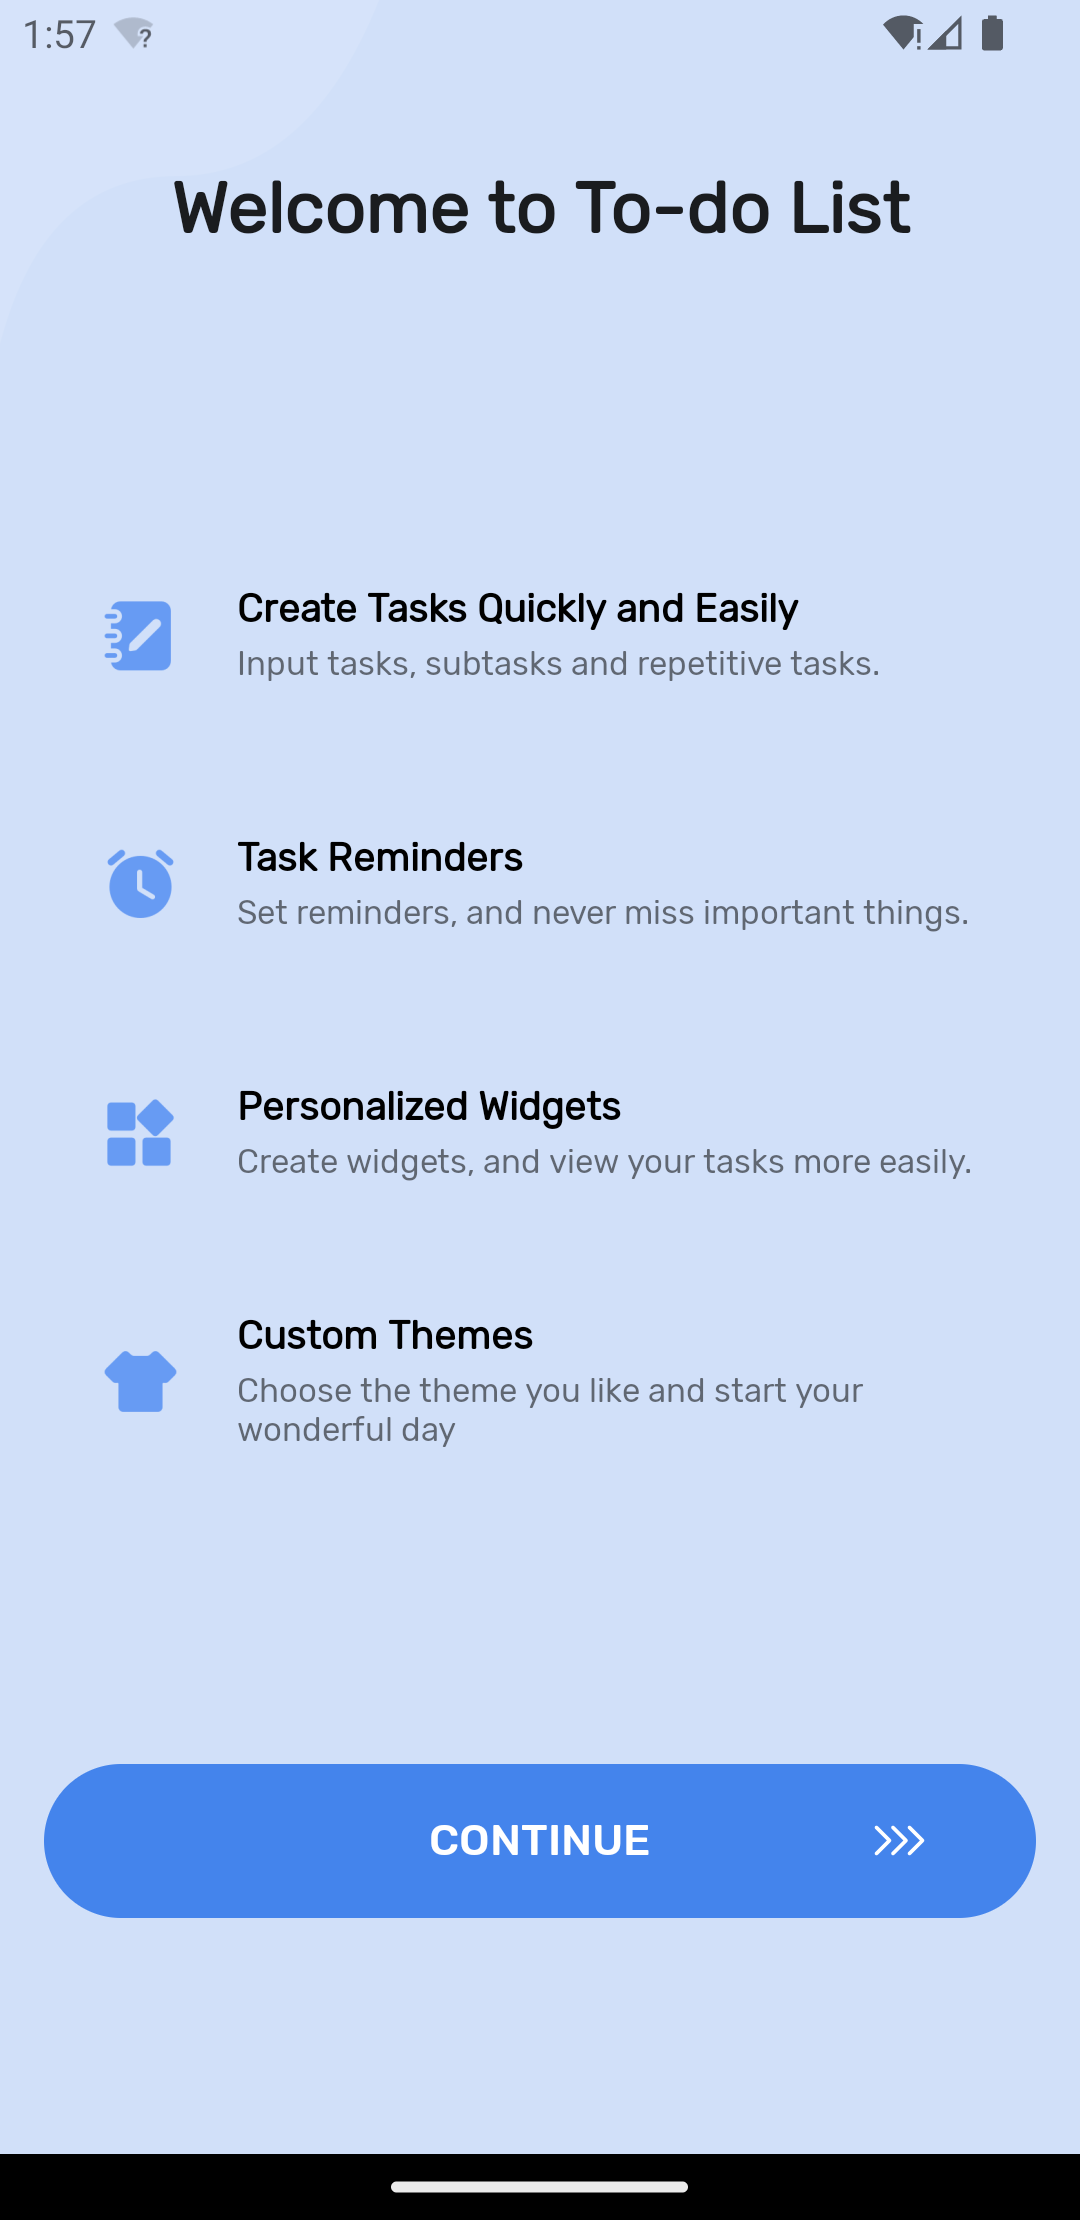 1:57
Welcome to To-do List
Create Tasks Quickly and Easily
Input tasks, subtasks and repetitive tasks.
Task Reminders
Set reminders, and never miss important things.
Personalized Widgets
Create widgets, and view your tasks more easily.
Custom Themes
Choose the theme you like and start your
wonderful day
CONTINUE